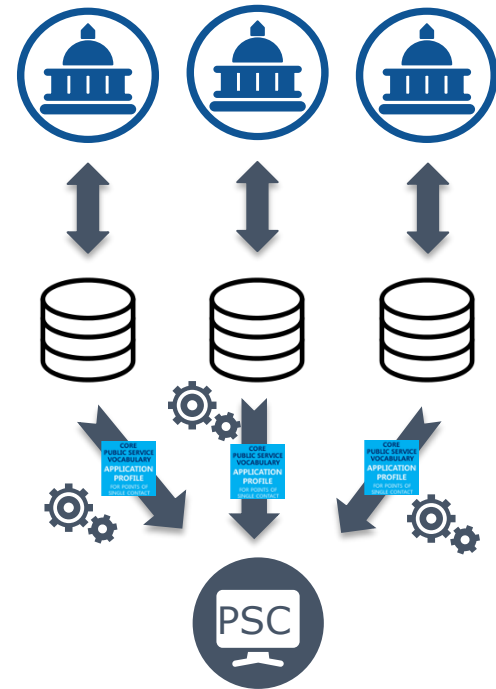 CORE
PUBLIC SERVICE
VOCABULARY
APPLICATION
PROFILE
FOR POINTS OF
SINGLE CONTACT
CORE
PUBLIC SERVICE
VOCABULARY
APPLICATION
PROFILE
FOR POINTS OF
SINGLE CONTACT
CORE
PUBLIC SERVICE
VOCABULARY
APPLICATION
PROFILE
FOR POINTS OF
SINGLE CONTACT
PSC